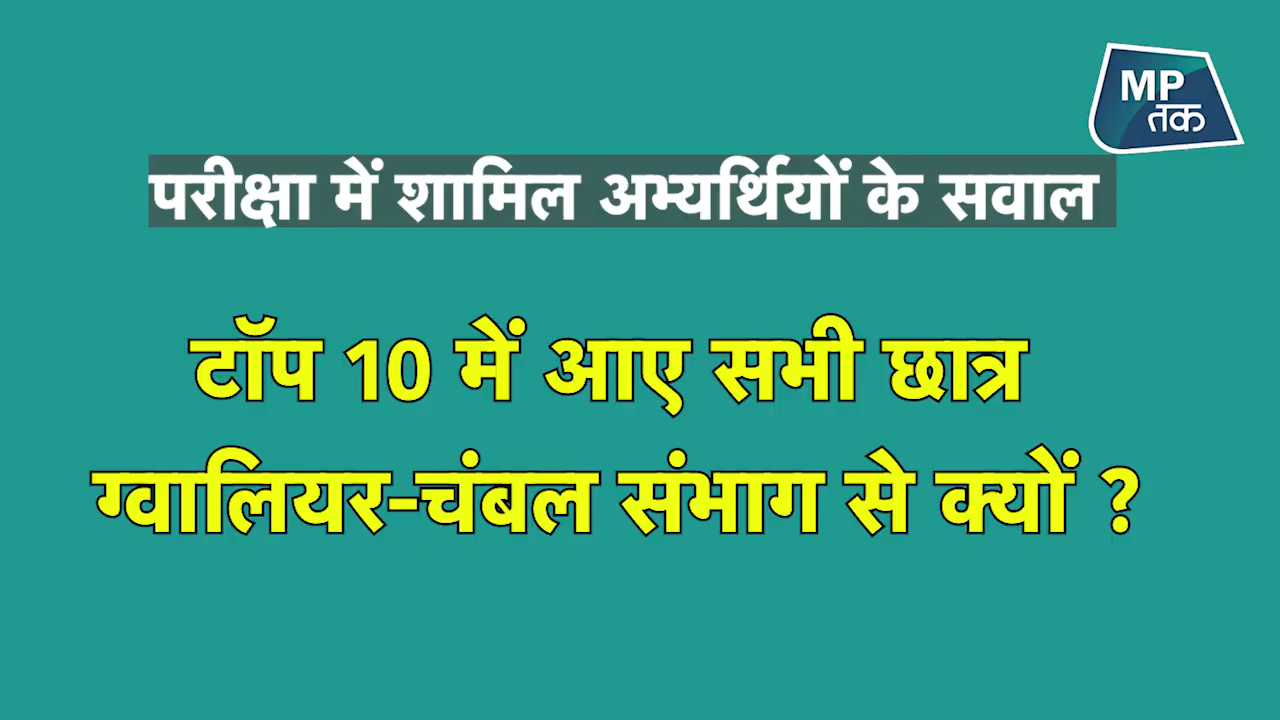 MP
तक
परीक्षा में शामिल अभ्यर्थियों के सवाल
टॉप 10 में आए सभी छात्र
ग्वालियर-चंबल संभाग से क्यों ?